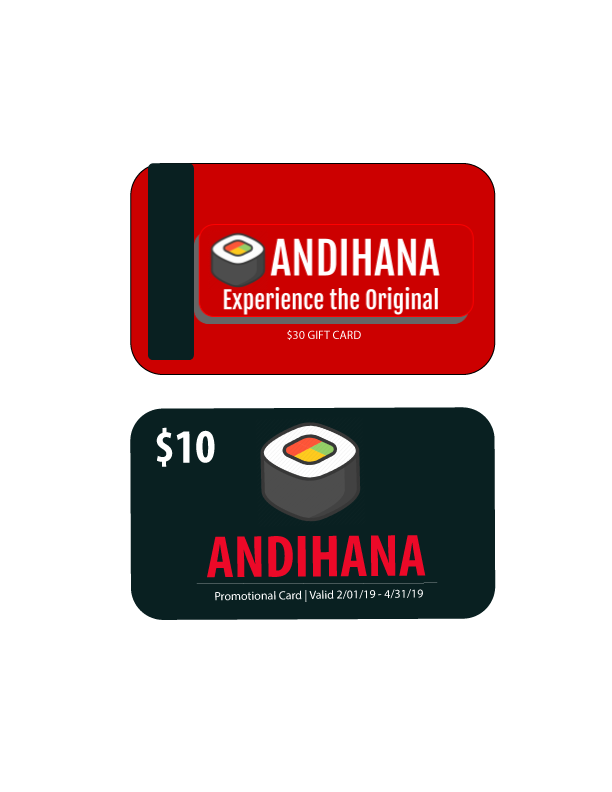 ANDIHANA
Experience the Original
$30 GIFT CARD
$10
ANDIHANA
Promotional Card | Valid 2/01/19 - 4/31/19